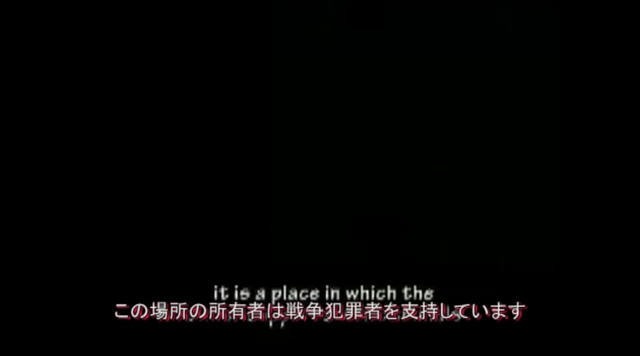 it is a place in which the
この場所の所有者は戦争犯罪者を支持しています